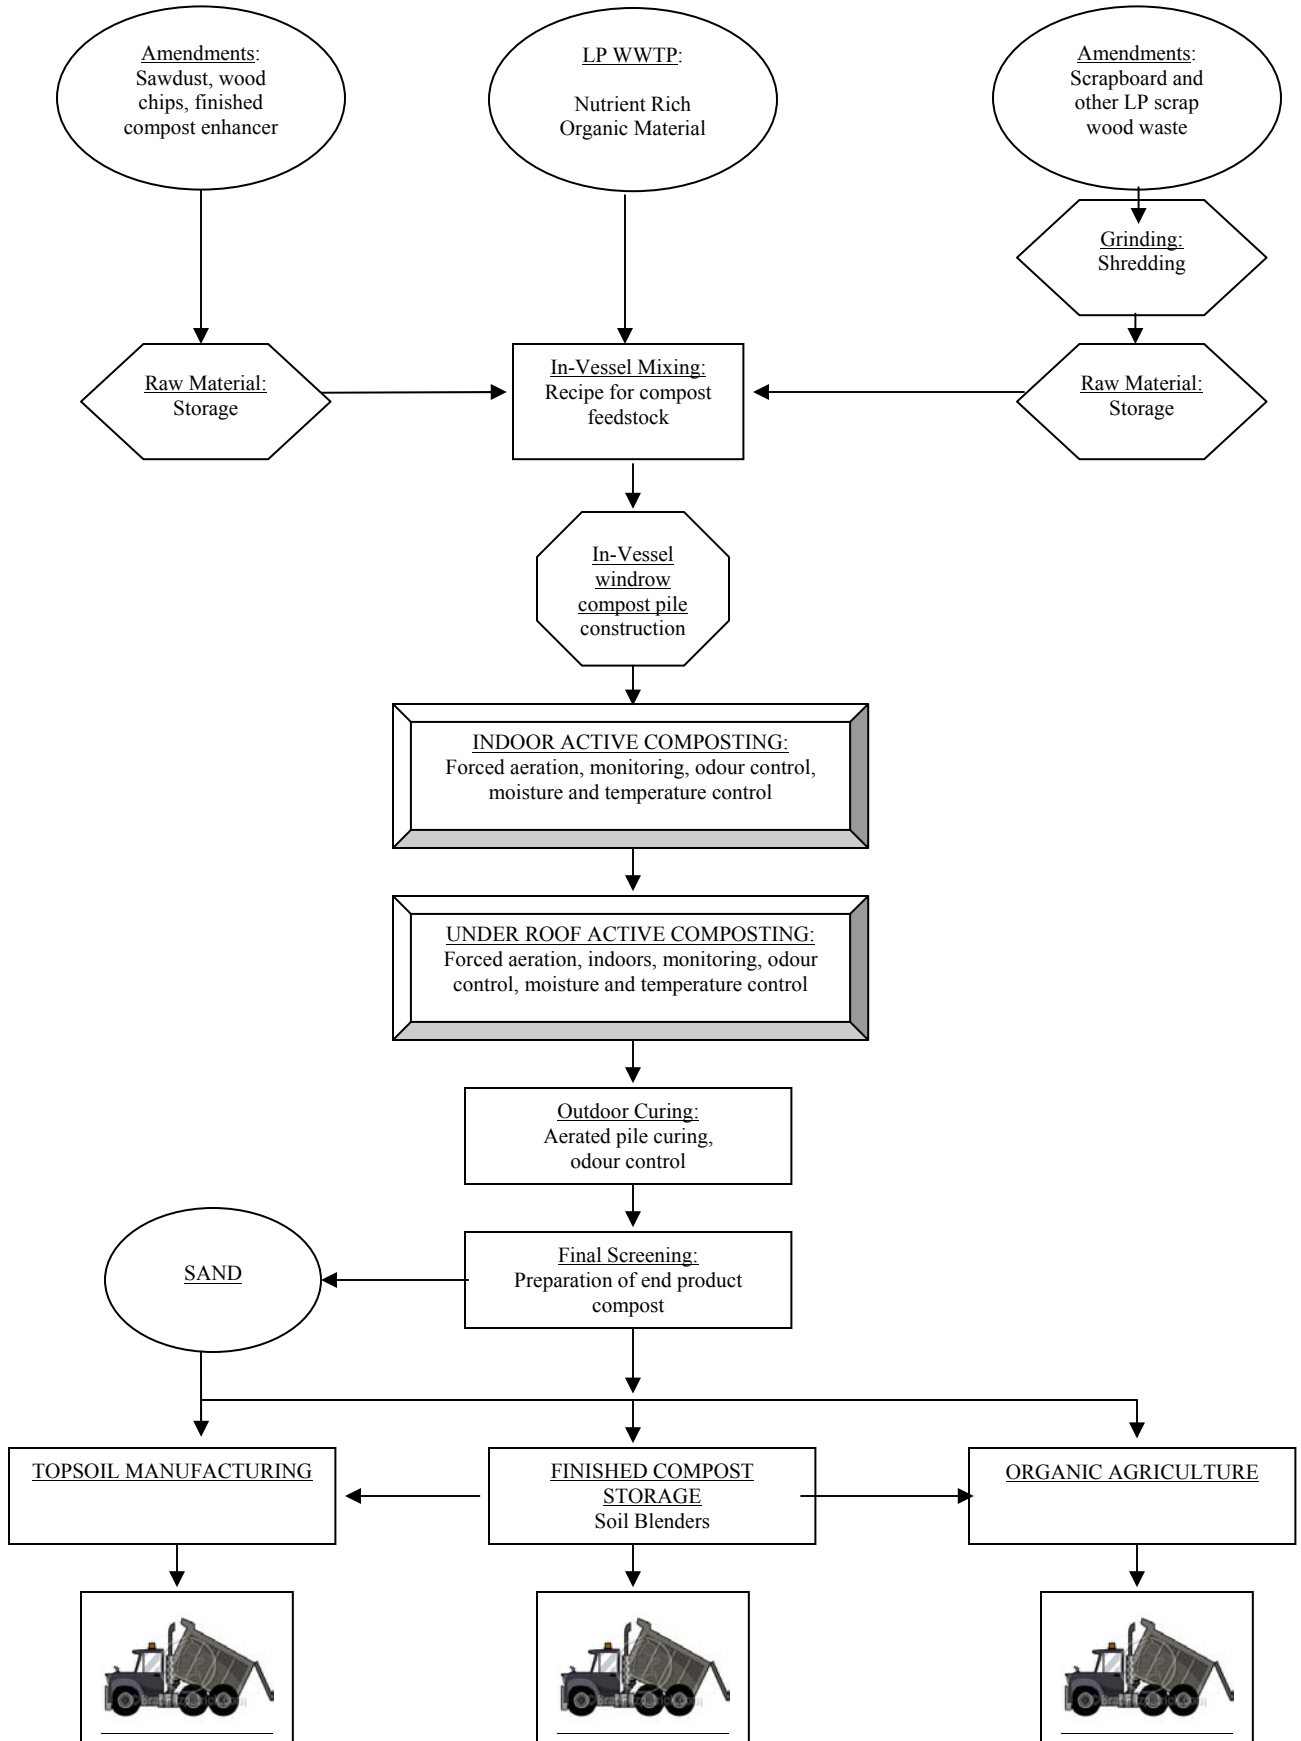 Amendments:
Sawdust, wood
chips, finished
compost enhancer
LP WWTP:
Nutrient Rich
Organic Material
Amendments:
Scrapboard and
other LP scrap
wood waste
Grinding:
Shredding
Raw Material:
Storage
In-Vessel Mixing:
Recipe for compost
feedstock
Raw Material:
Storage
In-Vessel
windrow
compost pile
construction
INDOOR ACTIVE COMPOSTING:
Forced aeration, monitoring, odour control,
moisture and temperature control
UNDER ROOF ACTIVE COMPOSTING:
Forced aeration, indoors, monitoring, odour
control, moisture and temperature control
Outdoor Curing:
Aerated pile curing,
odour control
SAND
Final Screening:
Preparation of end product
compost
TOPSOIL MANUFACTURING
FINISHED COMPOST
STORAGE
Soil Blenders
ORGANIC AGRICULTURE